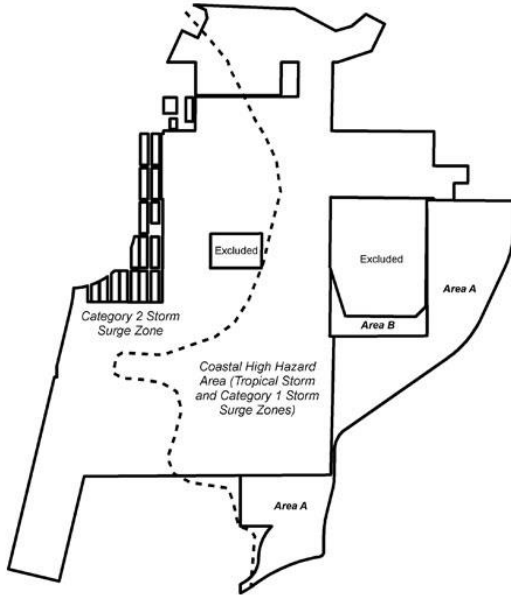 Excluded
Excluded
Area A
Category 2 Storm
Surge Zone
Area B
Coastal High Hazard
Area (Tropical Storm
and Category 1 Storm
Surge Zones)
Area A